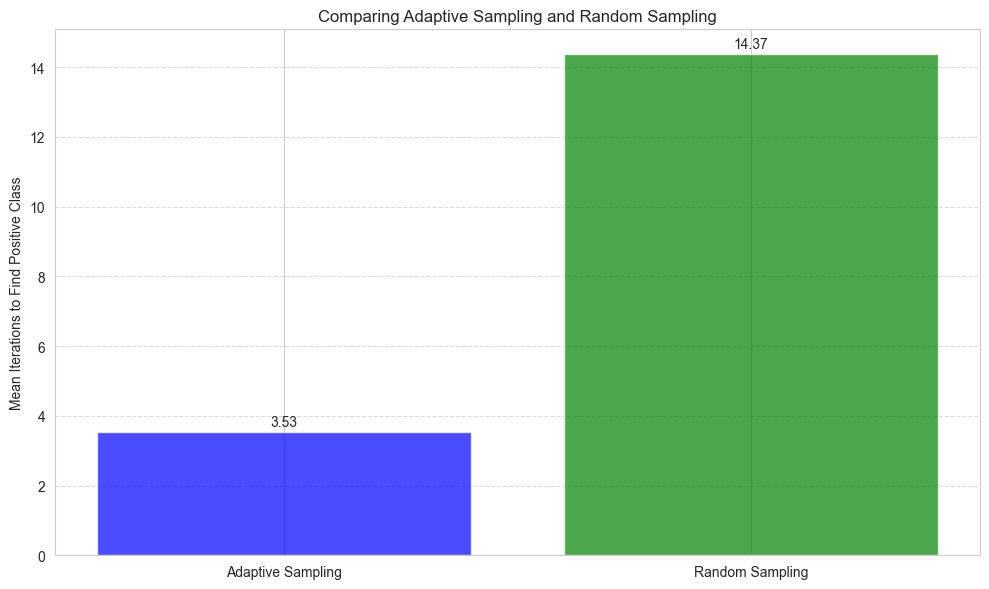 Comparing Adaptive Sampling and Random Sampling
Mean Iterations to Find Positive Class
14
12
10
8
6
4
2
0
3.53
14.37
Adaptive Sampling
Random Sampling